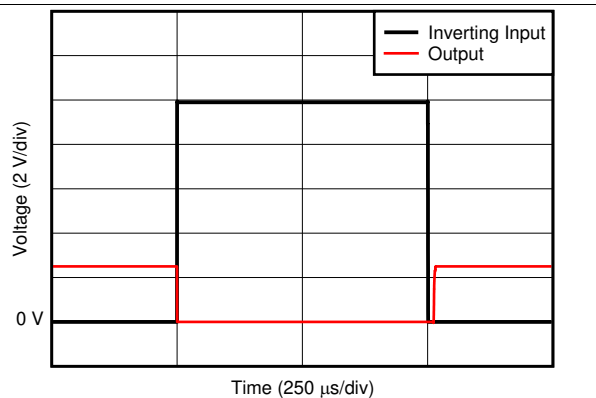 Inverting Input
Output
Voltage (2 V/div)
0 V
Time (250 μs/div)